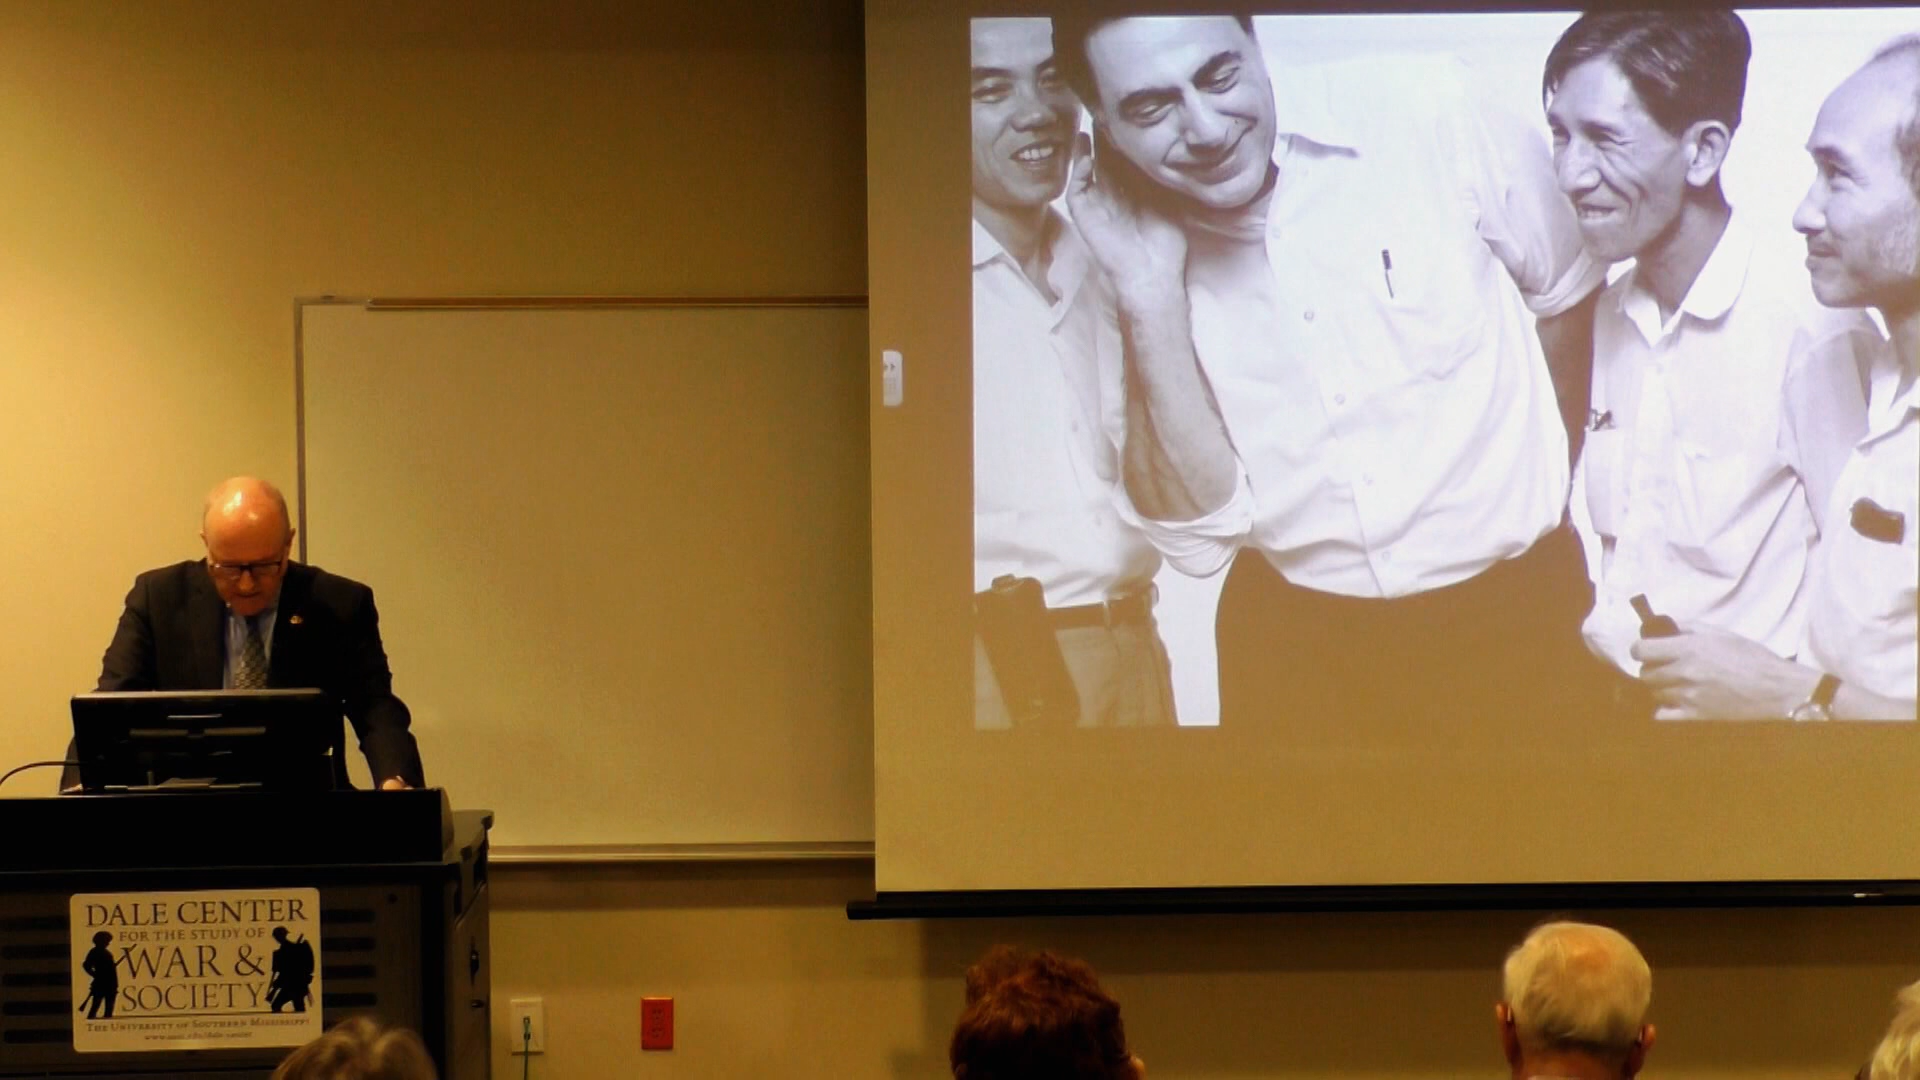 DALE CENTER
FOR THE STUDY OF
WAR &
SOCIETY
THE UNIVERSITY OF SOUTHERN MISSISSIPPI